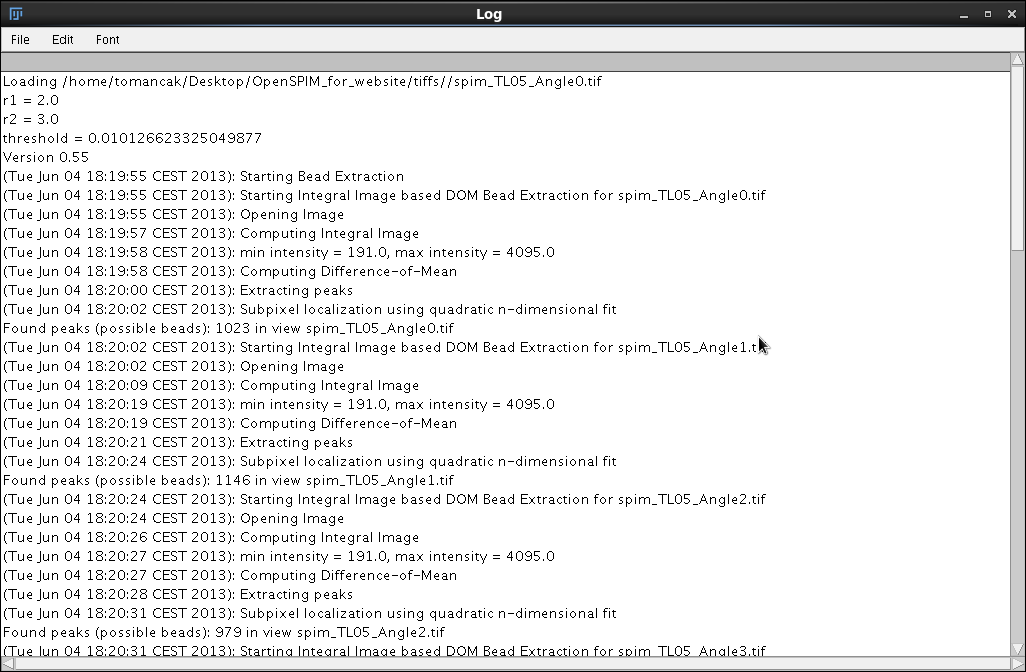 Log
File Edit Font
Loading /home/tomancak/Desktop/OpenSPIM_for_website/tiffs//spim_TL05_Angle0.tif
r1 = 2.0
r2 = 3.0
threshold = 0.010126623325049877
Version 0.55
(Tue Jun 04 18:19:55 CEST 2013): Starting Bead Extraction
(Tue Jun 04 18:19:55 CEST 2013): Starting Integral Image based DOM Bead Extraction for spim_TL05_Angle0.tif
(Tue Jun 04 18:19:55 CEST 2013): Opening Image
(Tue Jun 04 18:19:57 CEST 2013): Computing Integral Image
(Tue Jun 04 18:19:58 CEST 2013): min intensity = 191.0, max intensity = 4095.0
(Tue Jun 04 18:19:58 CEST 2013): Computing Difference-of-Mean
(Tue Jun 04 18:20:00 CEST 2013): Extracting peaks
(Tue Jun 04 18:20:02 CEST 2013): Subpixel localization using quadratic n-dimensional fit
Found peaks (possible beads): 1023 in view spim_TL05_Angle0.tif
(Tue Jun 04 18:20:02 CEST 2013): Starting Integral Image based DOM Bead Extraction for spim_TL05_Angle1.tif
(Tue Jun 04 18:20:02 CEST 2013): Opening Image
(Tue Jun 04 18:20:09 CEST 2013): Computing Integral Image
(Tue Jun 04 18:20:19 CEST 2013): min intensity = 191.0, max intensity = 4095.0
(Tue Jun 04 18:20:19 CEST 2013): Computing Difference-of-Mean
(Tue Jun 04 18:20:21 CEST 2013): Extracting peaks
(Tue Jun 04 18:20:24 CEST 2013): Subpixel localization using quadratic n-dimensional fit
Found peaks (possible beads): 1146 in view spim_TL05_Angle1.tif
(Tue Jun 04 18:20:24 CEST 2013): Starting Integral Image based DOM Bead Extraction for spim_TL05_Angle2.tif
(Tue Jun 04 18:20:24 CEST 2013): Opening Image
(Tue Jun 04 18:20:26 CEST 2013): Computing Integral Image
(Tue Jun 04 18:20:27 CEST 2013): min intensity = 191.0, max intensity = 4095.0
(Tue Jun 04 18:20:27 CEST 2013): Computing Difference-of-Mean
(Tue Jun 04 18:20:28 CEST 2013): Extracting peaks
(Tue Jun 04 18:20:31 CEST 2013): Subpixel localization using quadratic n-dimensional fit
Found peaks (possible beads): 979 in view spim_TL05_Angle2.tif
(Tue Jun 04 18:20:31 CEST 2013): Starting Integral Image based DOM Bead Extraction for spim_TL05_Angle3.tif